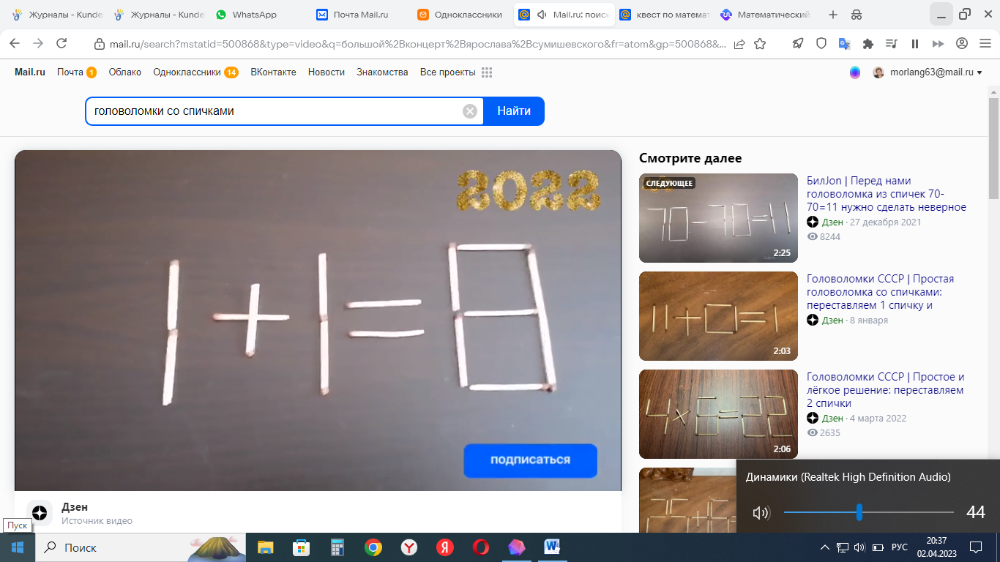 Журналы - Kunde
Журналы - Kunde
WhatsApp
Почта Mail.ru
Одноклассники
Mail.ru: поиск
квест по математ
Математический
mail.ru/search?mstatid=500868&type=video&q=большой%2Bконцерт%2Bярослава%2Bсумишевского&fr=atom&gp=500868&...
Mail.ru
Почта 1
Облако
Одноклассники 14
ВКонтакте
Новости
Знакомства
Все проекты
morlang63@mail.ru
головоломки со спичками
Найти
2022
1+1=8
подписаться
Дзен
Источник видео
Смотрите далее
СЛЕДУЮЩЕЕ
70-70=11
2:25
БилJon | Перед нами
головоломка из спичек 70-
70=11 нужно сделать неверное
Дзен · 27 декабря 2021
8244
11+0=1
2:03
Головоломки СССР | Простая
головоломка со спичками:
переставляем 1 спичку и
Дзен · 8 января
4×6=22
2:06
Головоломки СССР | Простое и
лёгкое решение: переставляем
2 спички
Дзен · 4 марта 2022
2635
Динамики (Realtek High Definition Audio)
44
Пуск
Поиск
РУС
20:37
02.04.2023